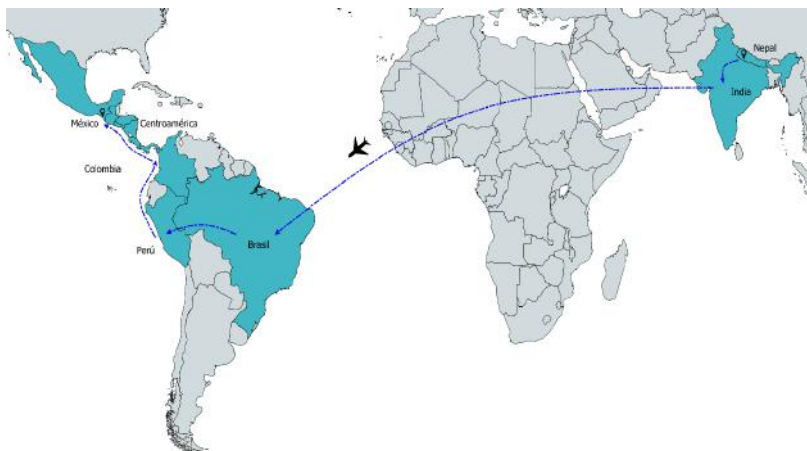 Nepal
India
México
Centroamérica
Colombia
Perú
Brasil